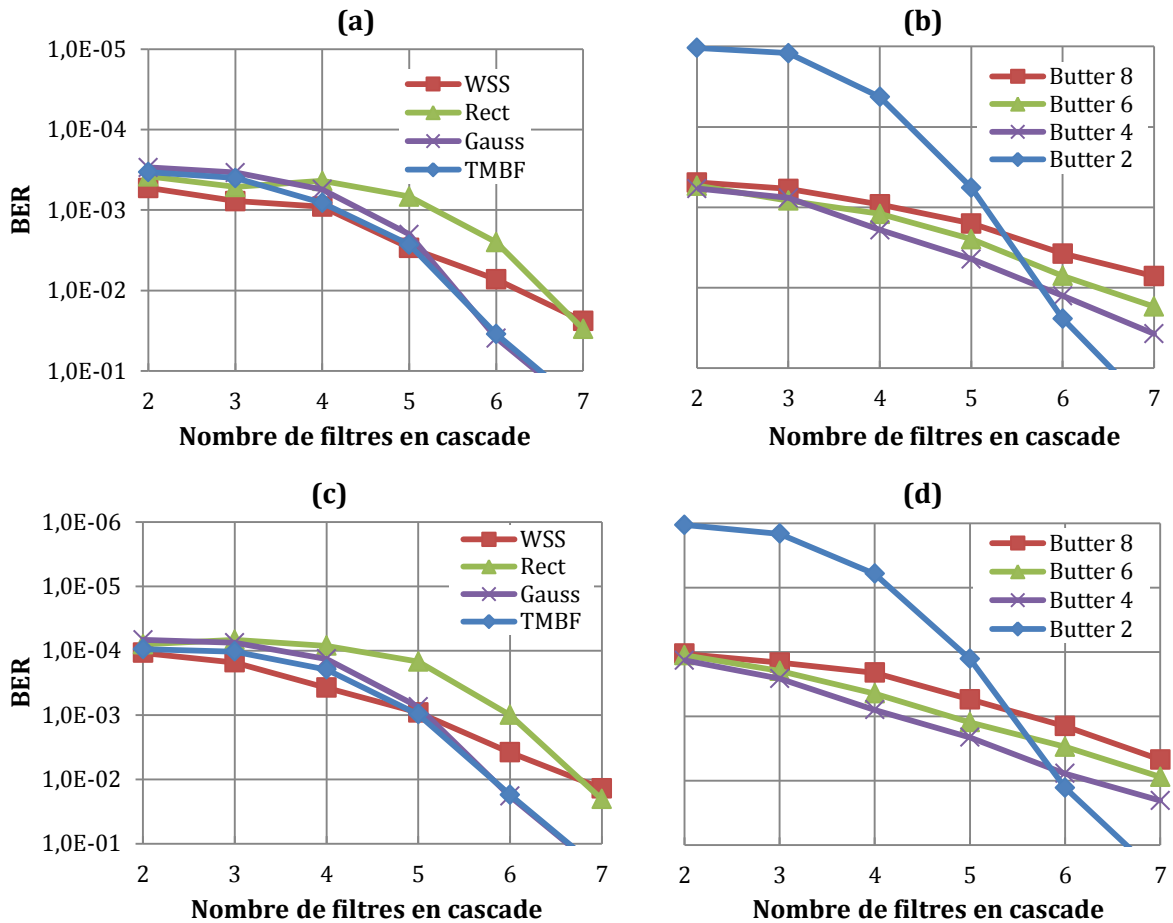 (a)
1,0E-05
1,0E-04
1,0E-03
1,0E-02
1,0E-01
BER
WSS
Rect
Gauss
TMBF
2 3 4 5 6 7
Nombre de filtres en cascade
(b)
Butter 8
Butter 6
Butter 4
Butter 2
2 3 4 5 6 7
Nombre de filtres en cascade
(c)
1,0E-06
1,0E-05
1,0E-04
1,0E-03
1,0E-02
1,0E-01
BER
WSS
Rect
Gauss
TMBF
2 3 4 5 6 7
Nombre de filtres en cascade
(d)
Butter 8
Butter 6
Butter 4
Butter 2
2 3 4 5 6 7
Nombre de filtres en cascade